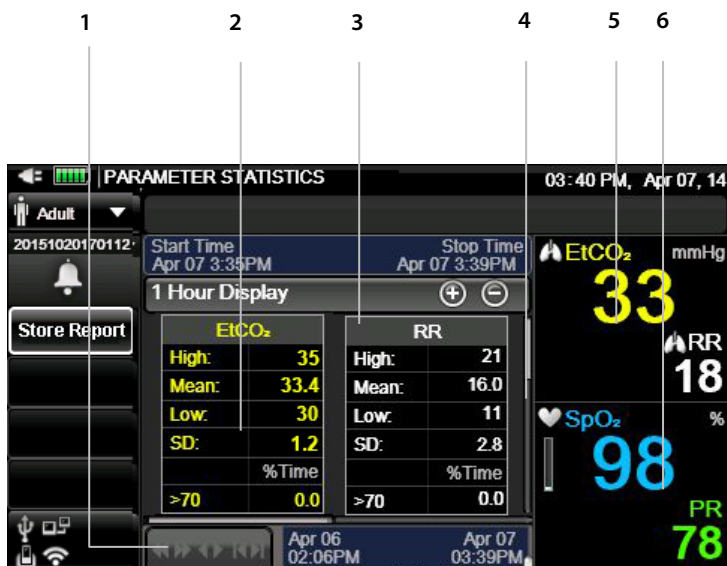 1 2 3 4 5 6
PARAMETER STATISTICS 03:40 PM, Apr 07, 14
Adult
20151020170112
Store Report
Start Time Stop Time
Apr 07 3:35PM Apr 07 3:39PM
1 Hour Display
EtCO₂ RR
High: 35 High: 21
Mean: 33.4 Mean: 16.0
Low: 30 Low: 11
SD: 1.2 SD: 2.8
%Time %Time
>70 0.0 >70 0.0
Apr 06 Apr 07
02:06PM 03:39PM
EtCO₂ mmHg
33
RR
18
SpO₂ %
98
PR
78